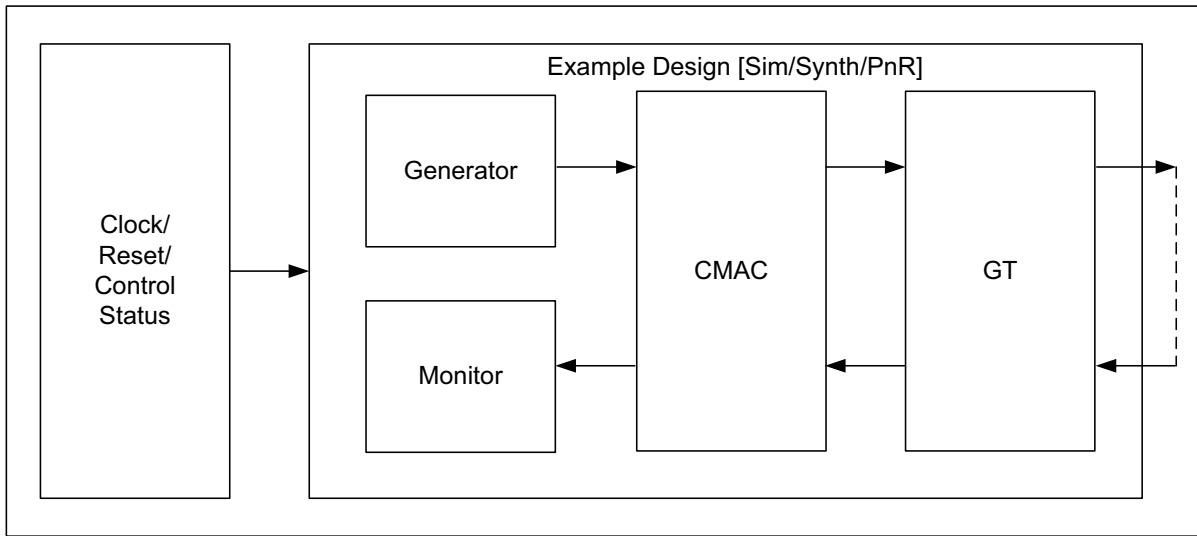 Example Design [Sim/Synth/PnR]
Clock/
Reset/
Control
Status
Generator
Monitor
CMAC
GT